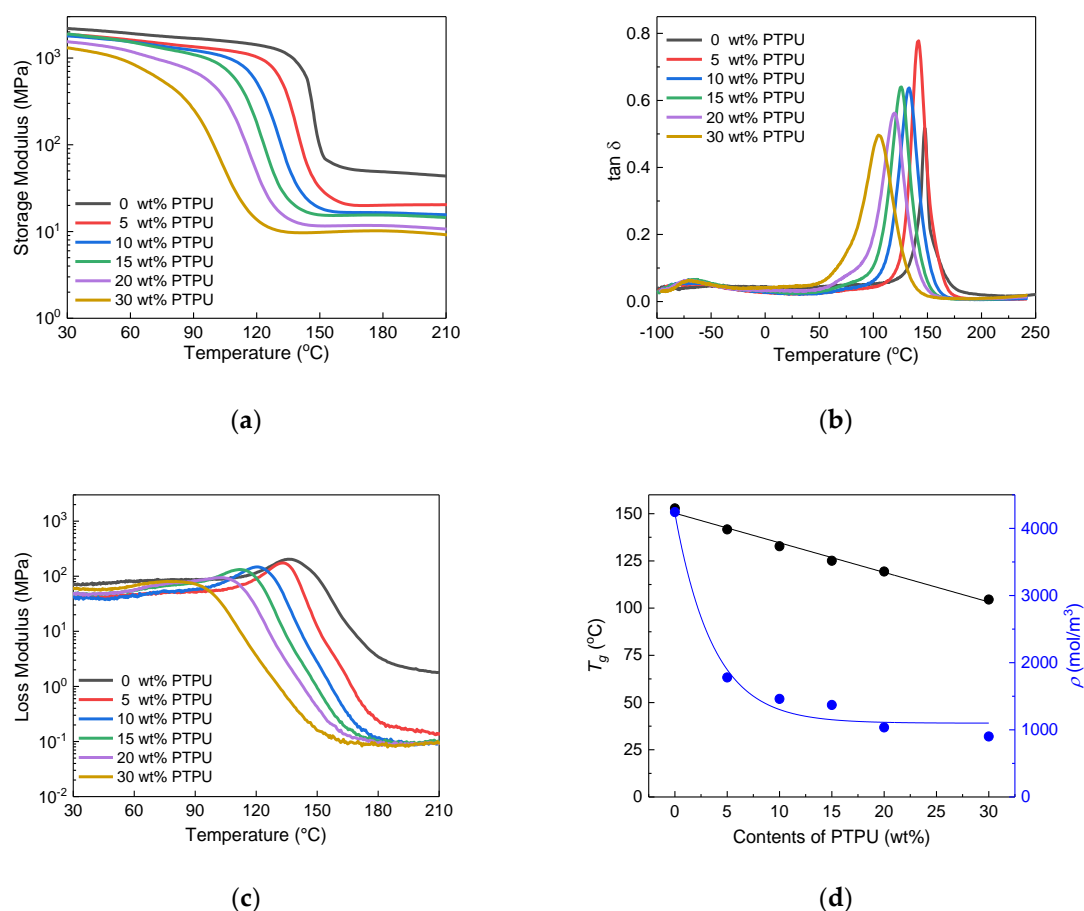 10³
10²
10¹
10⁰
Storage Modulus (MPa)
0 wt% PTPU
5 wt% PTPU
10 wt% PTPU
15 wt% PTPU
20 wt% PTPU
30 wt% PTPU
30 60 90 120 150 180 210
Temperature (°C)
(a)
0.8
0.6
0.4
0.2
0.0
tan δ
0 wt% PTPU
5 wt% PTPU
10 wt% PTPU
15 wt% PTPU
20 wt% PTPU
30 wt% PTPU
-100 -50 0 50 100 150 200 250
Temperature (°C)
(b)
10³
10²
10¹
10⁰
10⁻¹
10⁻²
Loss Modulus (MPa)
0 wt% PTPU
5 wt% PTPU
10 wt% PTPU
15 wt% PTPU
20 wt% PTPU
30 wt% PTPU
30 60 90 120 150 180 210
Temperature (°C)
(c)
150
125
100
75
50
25
0
Tg (°C)
4000
3000
2000
1000
0
ρ (mol/m³)
0 5 10 15 20 25 30
Contents of PTPU (wt%)
(d)